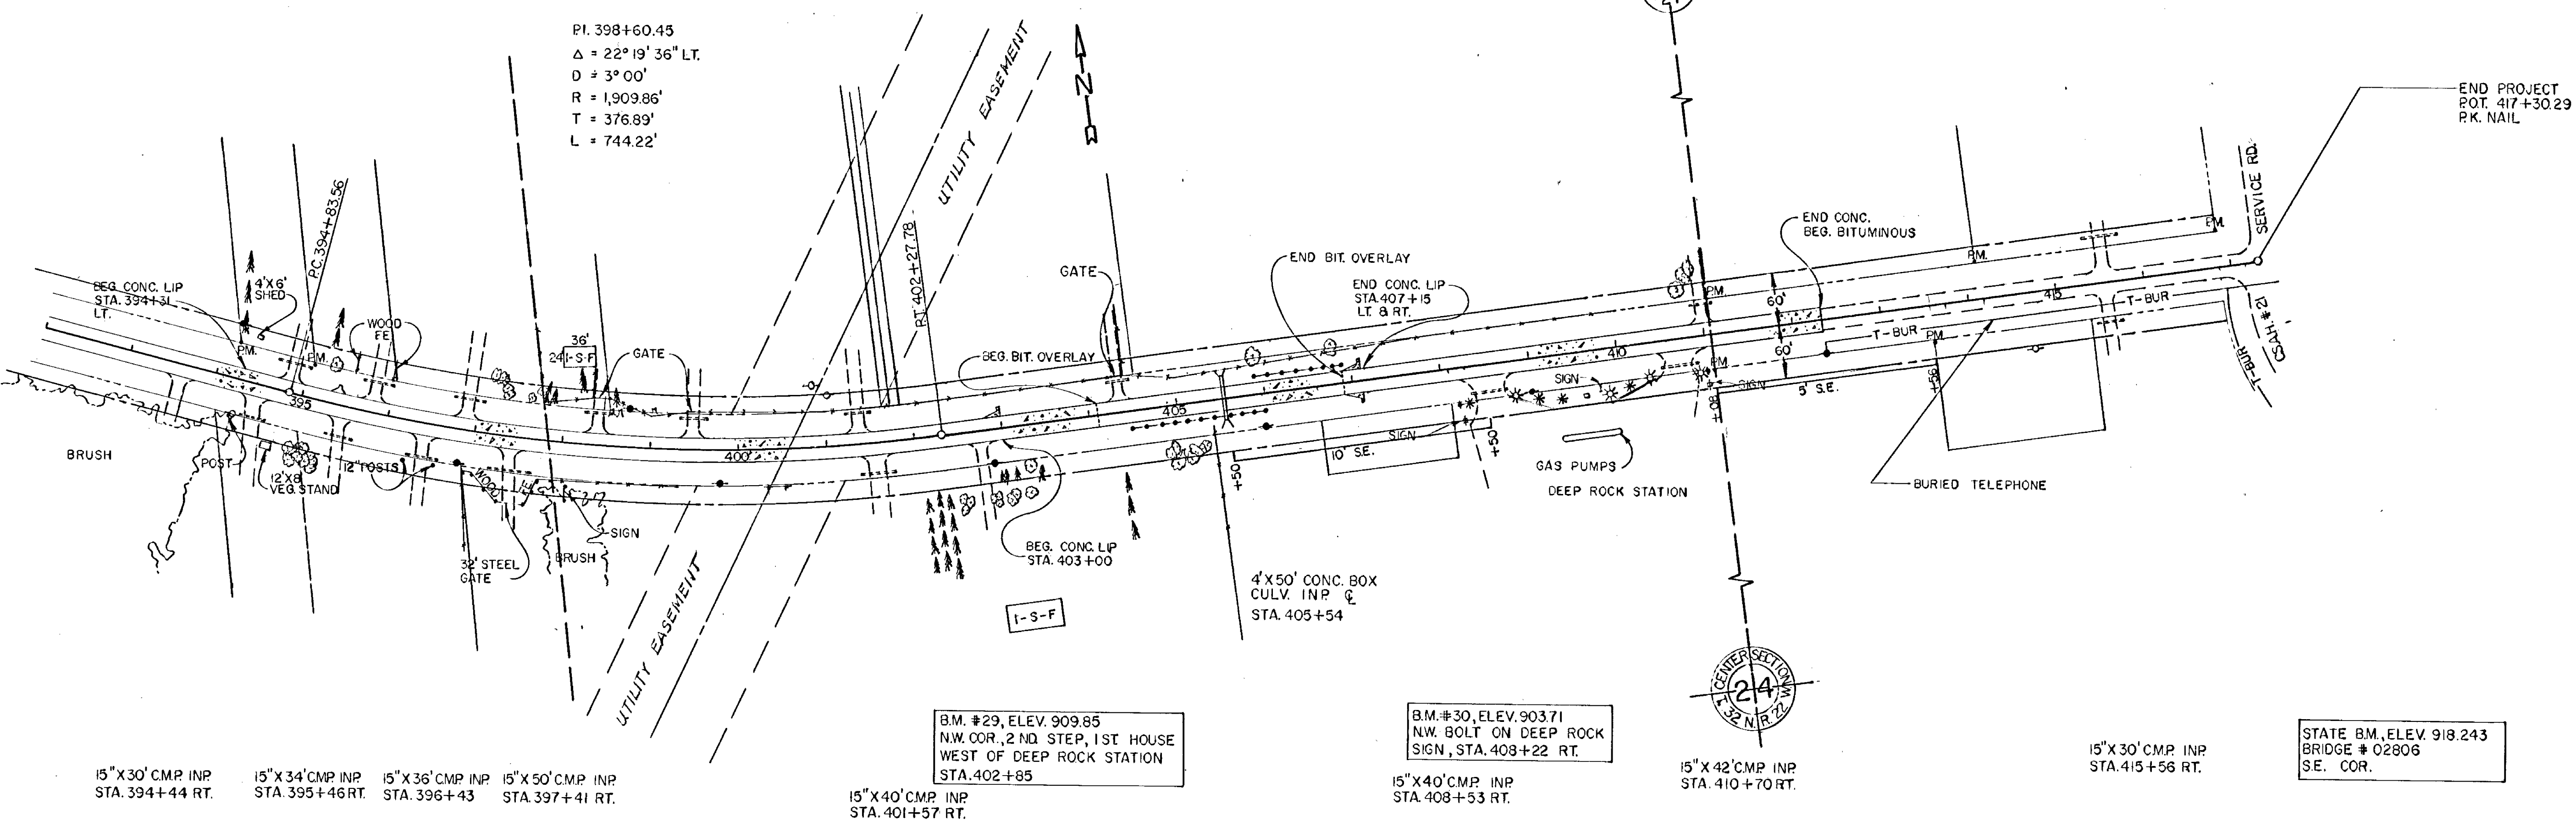 P.I. 398+60.45
Δ = 22° 19' 36" LT.
D = 3° 00'
R = 1,909.86'
T = 376.89'
L = 744.22'
UTILITY EASEMENT
N
END PROJECT
P.O.T. 417+30.29
P.K. NAIL
SERVICE RD.
P.C. 394+83.56
P.T. 402+27.78
BEG. CONC. LIP
STA. 394+31
LT.
4'X6'
SHED
WOOD
FE
P.M.
P.M.
36'
24'
1-S-F
GATE
GATE
BEG. BIT. OVERLAY
END BIT. OVERLAY
END CONC. LIP
STA. 407+15
LT. & RT.
END CONC.
BEG. BITUMINOUS
P.M.
P.M.
P.M.
60'
60'
395
400
405
410
415
T-BUR
T-BUR
T-BUR
C.S.A.H. #21
P.M.
P.M.
SIGN
SIGN
SIGN
5' S.E.
10' S.E.
+50
+50
+08
+56
BRUSH
POST
12'X8'
VEG. STAND
12" POSTS
WOOD
FE
32' STEEL
GATE
SIGN
BRUSH
UTILITY EASEMENT
BEG. CONC. LIP
STA. 403+00
1-S-F
4'X50' CONC. BOX
CULV. INP. ℄
STA. 405+54
GAS PUMPS
DEEP ROCK STATION
BURIED TELEPHONE
CENTER SECTION
24
T. 32 N. R. 22 W
B.M. #29, ELEV. 909.85
N.W. COR., 2 ND. STEP, 1ST. HOUSE
WEST OF DEEP ROCK STATION
STA. 402+85
B.M. #30, ELEV. 903.71
N.W. BOLT ON DEEP ROCK
SIGN, STA. 408+22 RT.
STATE B.M., ELEV. 918.243
BRIDGE # 02806
S.E. COR.
15"X30' C.M.P. INP.
STA. 394+44 RT.
15"X34' C.M.P. INP.
STA. 395+46 RT.
15"X36' C.M.P. INP.
STA. 396+43
15"X50' C.M.P. INP.
STA. 397+41 RT.
15"X40' C.M.P. INP.
STA. 401+57 RT.
15"X40' C.M.P. INP.
STA. 408+53 RT.
15"X42' C.M.P. INP.
STA. 410+70 RT.
15"X30' C.M.P. INP.
STA. 415+56 RT.